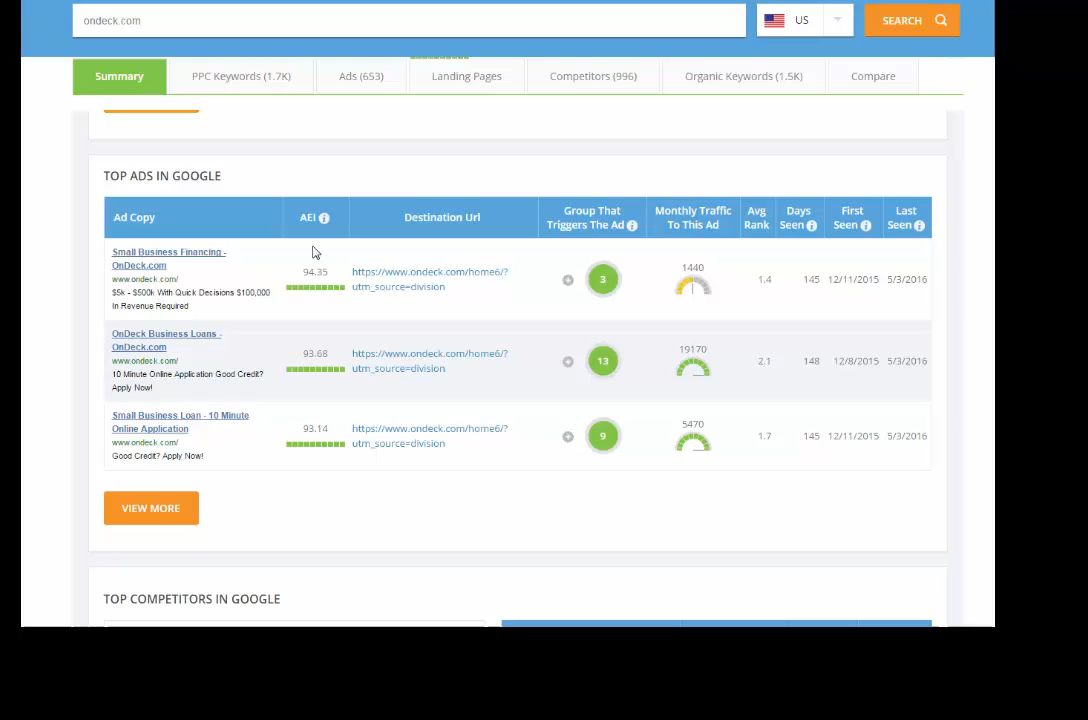 ondeck.com
US
SEARCH
Summary
PPC Keywords (1.7K)
Ads (653)
Landing Pages
Competitors (996)
Organic Keywords (1.5K)
Compare
TOP ADS IN GOOGLE
Ad Copy
AEI
Destination Url
Group That
Triggers The Ad
Monthly Traffic
To This Ad
Avg
Rank
Days
Seen
First
Seen
Last
Seen
Small Business Financing -
OnDeck.com
www.ondeck.com/
$5k - $500k With Quick Decisions $100,000
In Revenue Required
94.35
https://www.ondeck.com/home6/?
utm_source=division
3
1440
1.4
145
12/11/2015
5/3/2016
OnDeck Business Loans -
OnDeck.com
www.ondeck.com/
10 Minute Online Application Good Credit?
Apply Now!
93.68
https://www.ondeck.com/home6/?
utm_source=division
13
19170
2.1
148
12/8/2015
5/3/2016
Small Business Loan - 10 Minute
Online Application
www.ondeck.com/
Good Credit? Apply Now!
93.14
https://www.ondeck.com/home6/?
utm_source=division
9
5470
1.7
145
12/11/2015
5/3/2016
VIEW MORE
TOP COMPETITORS IN GOOGLE